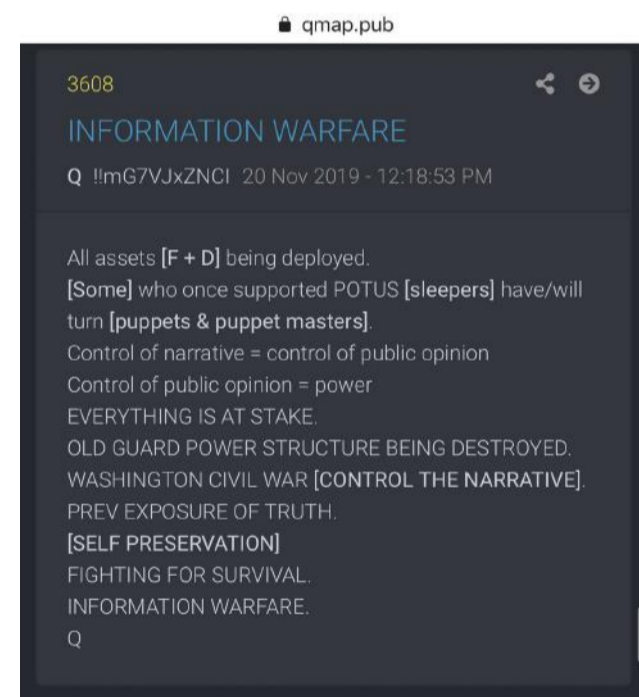 qmap.pub
3608
INFORMATION WARFARE
Q !!mG7VJxZNCI 20 Nov 2019 - 12:18:53 PM
All assets [F + D] being deployed.
[Some] who once supported POTUS [sleepers] have/will
turn [puppets & puppet masters].
Control of narrative = control of public opinion
Control of public opinion = power
EVERYTHING IS AT STAKE.
OLD GUARD POWER STRUCTURE BEING DESTROYED.
WASHINGTON CIVIL WAR [CONTROL THE NARRATIVE].
PREV EXPOSURE OF TRUTH.
[SELF PRESERVATION]
FIGHTING FOR SURVIVAL.
INFORMATION WARFARE.
Q